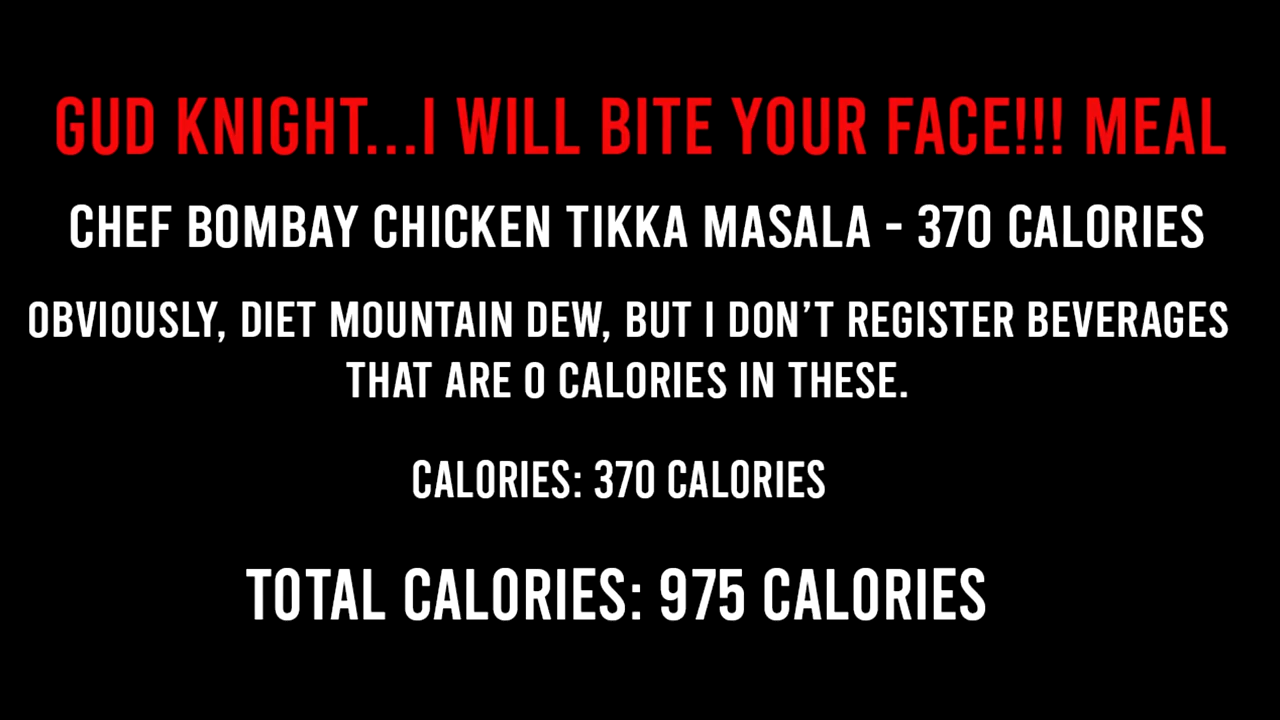 GUD KNIGHT...I WILL BITE YOUR FACE!!! MEAL
CHEF BOMBAY CHICKEN TIKKA MASALA - 370 CALORIES
OBVIOUSLY, DIET MOUNTAIN DEW, BUT I DON'T REGISTER BEVERAGES
THAT ARE 0 CALORIES IN THESE.
CALORIES: 370 CALORIES
TOTAL CALORIES: 975 CALORIES